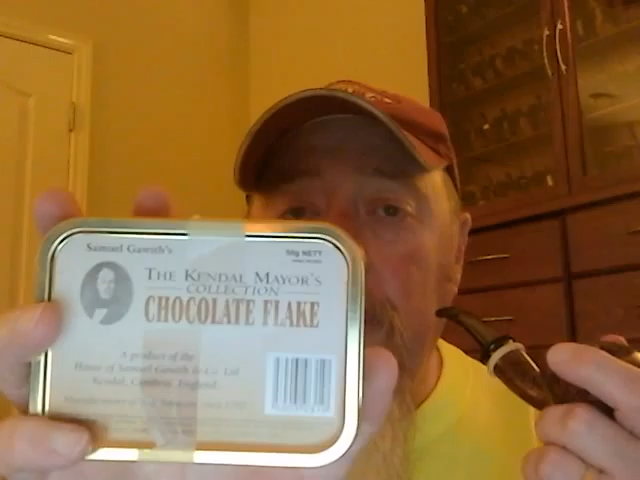 Samuel Gawith's
50g NETT
THE KENDAL MAYOR'S
COLLECTION
CHOCOLATE FLAKE
A product of the
House of Samuel Gawith & Co. Ltd
Kendal, Cumbria, England